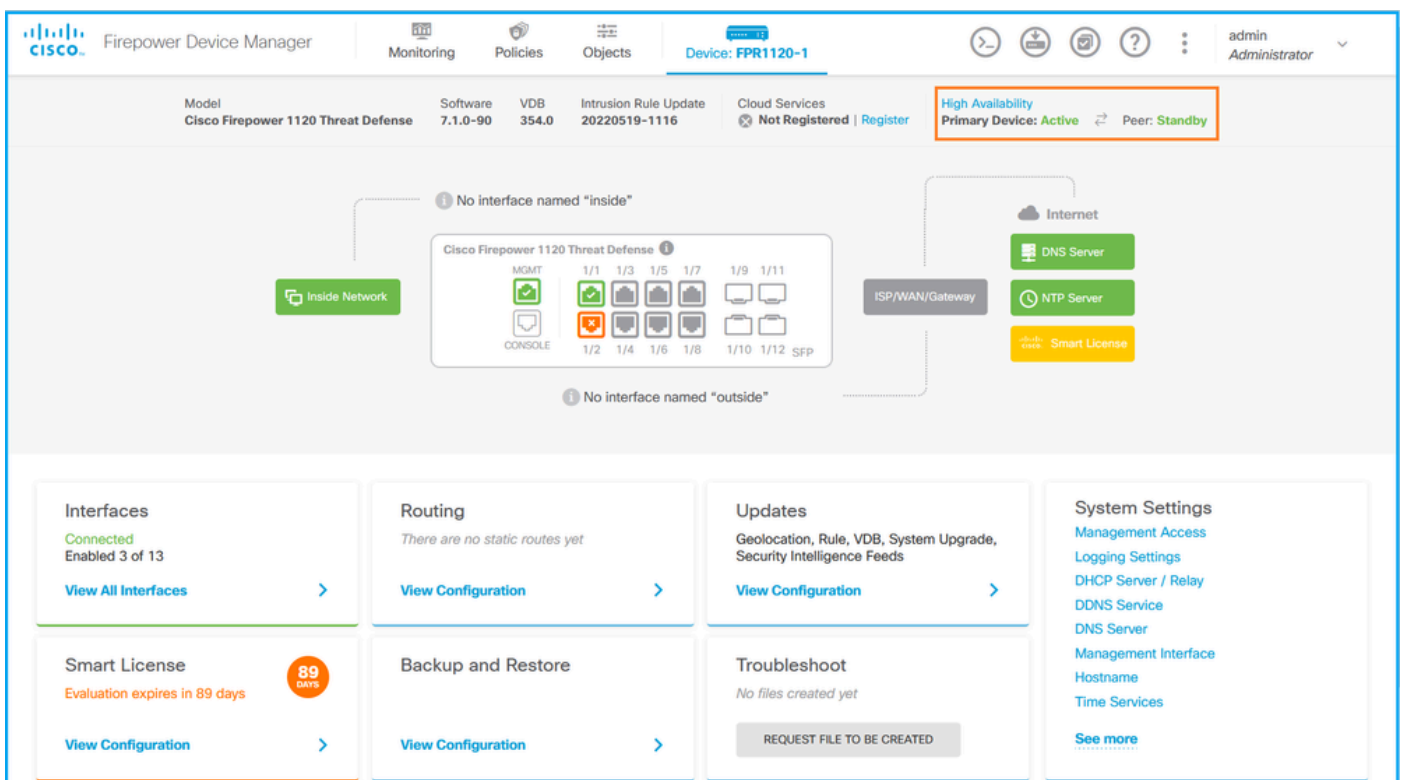 CISCO
Firepower Device Manager
Monitoring
Policies
Objects
Device: FPR1120-1
admin
Administrator
Model
Cisco Firepower 1120 Threat Defense
Software
7.1.0-90
VDB
354.0
Intrusion Rule Update
20220519-1116
Cloud Services
Not Registered | Register
High Availability
Primary Device: Active Peer: Standby
No interface named "inside"
Internet
Cisco Firepower 1120 Threat Defense
DNS Server
MGMT 1/1 1/3 1/5 1/7 1/9 1/11
Inside Network
ISP/WAN/Gateway
NTP Server
CONSOLE 1/2 1/4 1/6 1/8 1/10 1/12 SFP
Smart License
No interface named "outside"
Interfaces
Connected
Enabled 3 of 13
View All Interfaces
Routing
There are no static routes yet
View Configuration
Updates
Geolocation, Rule, VDB, System Upgrade,
Security Intelligence Feeds
View Configuration
System Settings
Management Access
Logging Settings
DHCP Server / Relay
DDNS Service
DNS Server
Management Interface
Hostname
Time Services
See more
Smart License
89
DAYS
Evaluation expires in 89 days
View Configuration
Backup and Restore
View Configuration
Troubleshoot
No files created yet
REQUEST FILE TO BE CREATED